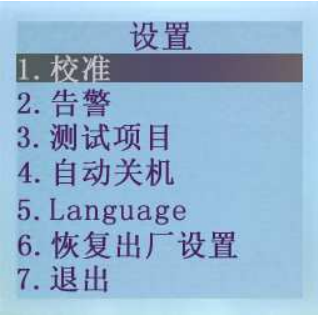 设置
1. 校准
2. 告警
3. 测试项目
4. 自动关机
5. Language
6. 恢复出厂设置
7. 退出